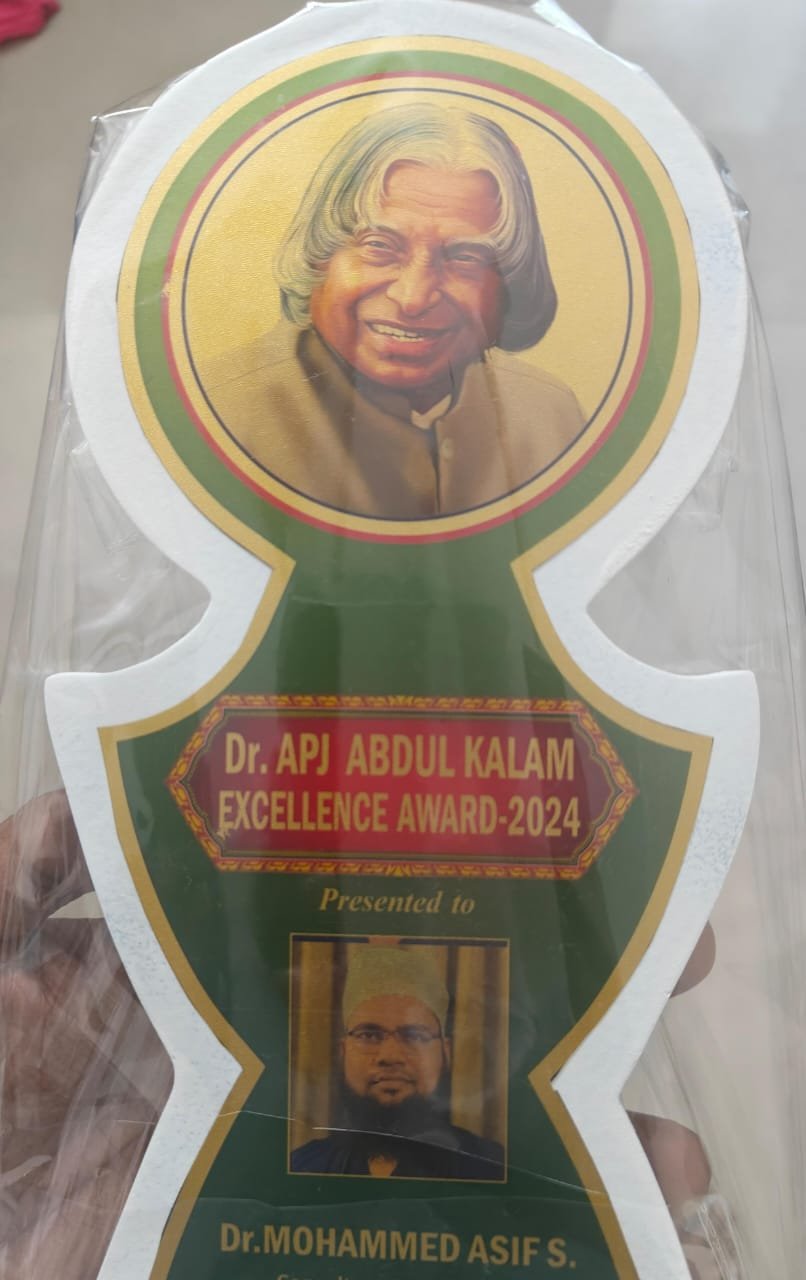 Dr. APJ ABDUL KALAM
EXCELLENCE AWARD-2024
Presented to
Dr.MOHAMMED ASIF S.